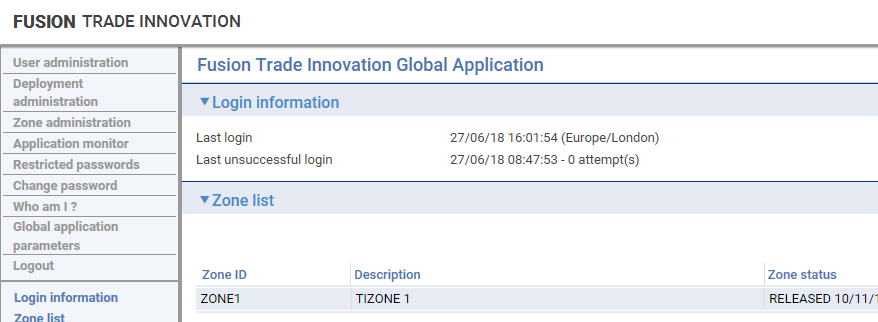 FUSION TRADE INNOVATION
User administration
Deployment
administration
Zone administration
Application monitor
Restricted passwords
Change password
Who am I ?
Global application
parameters
Logout
Login information
Zone list
Fusion Trade Innovation Global Application
Login information
Last login 27/06/18 16:01:54 (Europe/London)
Last unsuccessful login 27/06/18 08:47:53 - 0 attempt(s)
Zone list
Zone ID Description Zone status
ZONE1 TIZONE 1 RELEASED 10/11/